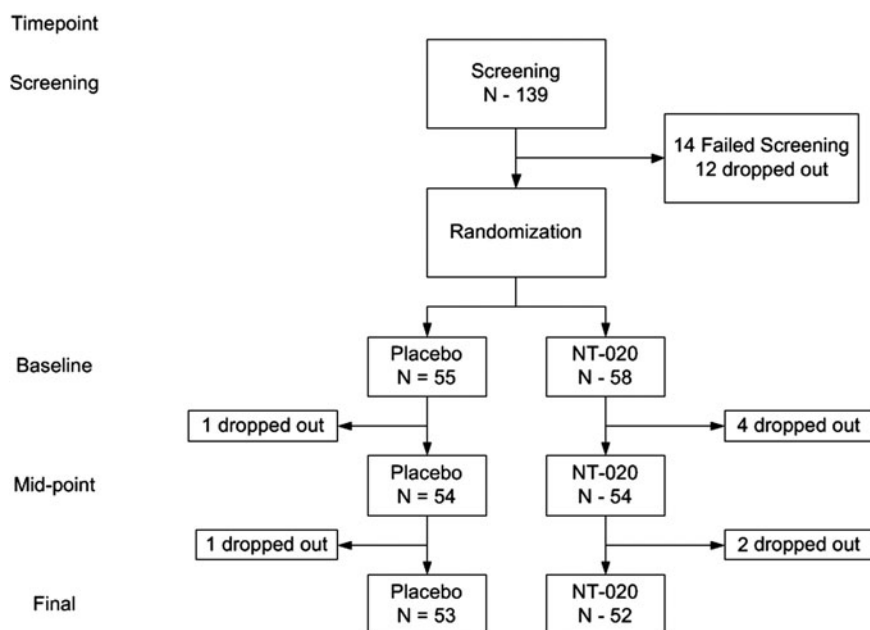 Timepoint
Screening
Screening
N - 139
14 Failed Screening
12 dropped out
Randomization
Baseline
Placebo
N = 55
NT-020
N - 58
1 dropped out
4 dropped out
Mid-point
Placebo
N = 54
NT-020
N - 54
1 dropped out
2 dropped out
Final
Placebo
N = 53
NT-020
N - 52